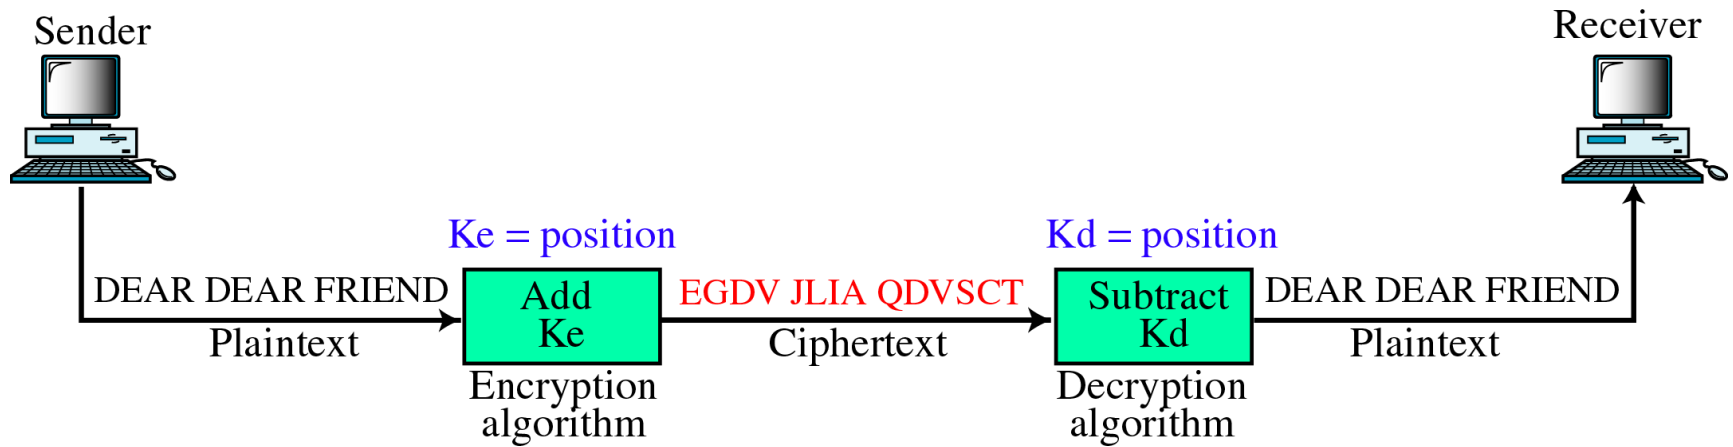 Sender
Receiver
Ke = position
Kd = position
DEAR DEAR FRIEND
Add
Ke
EGDV JLIA QDVSCT
Subtract
Kd
DEAR DEAR FRIEND
Plaintext
Ciphertext
Plaintext
Encryption
algorithm
Decryption
algorithm